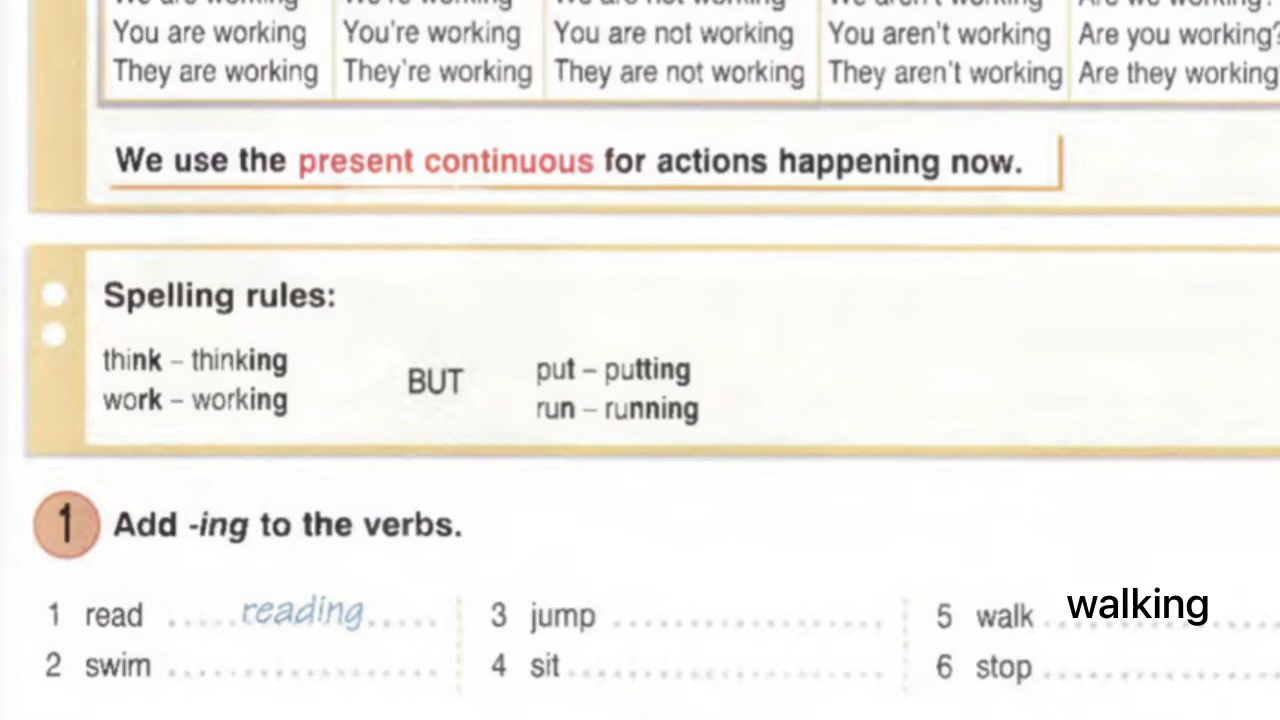 You are working You're working You are not working You aren't working Are you working?
They are working They're working They are not working They aren't working Are they working
We use the present continuous for actions happening now.
Spelling rules:
think – thinking
work – working
BUT
put – putting
run – running
1 Add -ing to the verbs.
1 read reading 3 jump 5 walk walking
2 swim 4 sit 6 stop